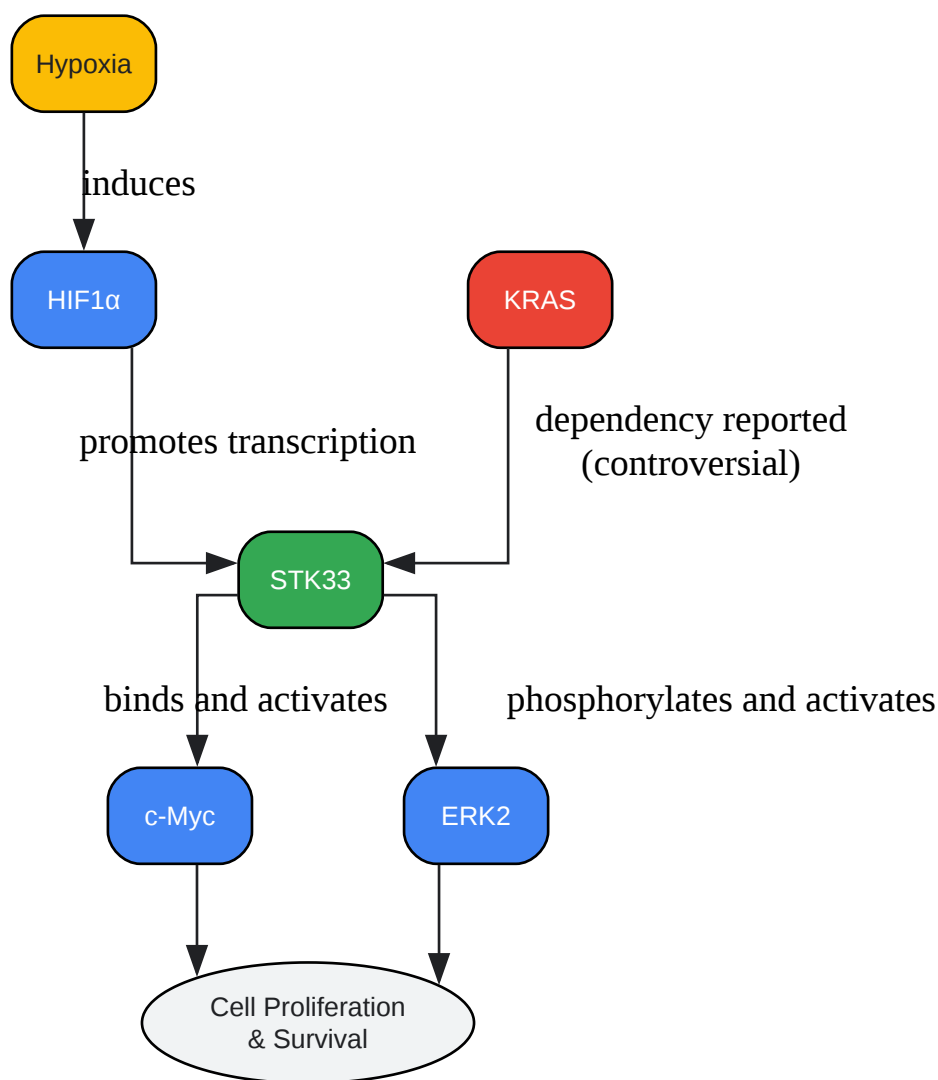 Hypoxia
induces
HIF1α
KRAS
dependency reported
(controversial)
promotes transcription
STK33
binds and activates
phosphorylates and activates
c-Myc
ERK2
Cell Proliferation
& Survival